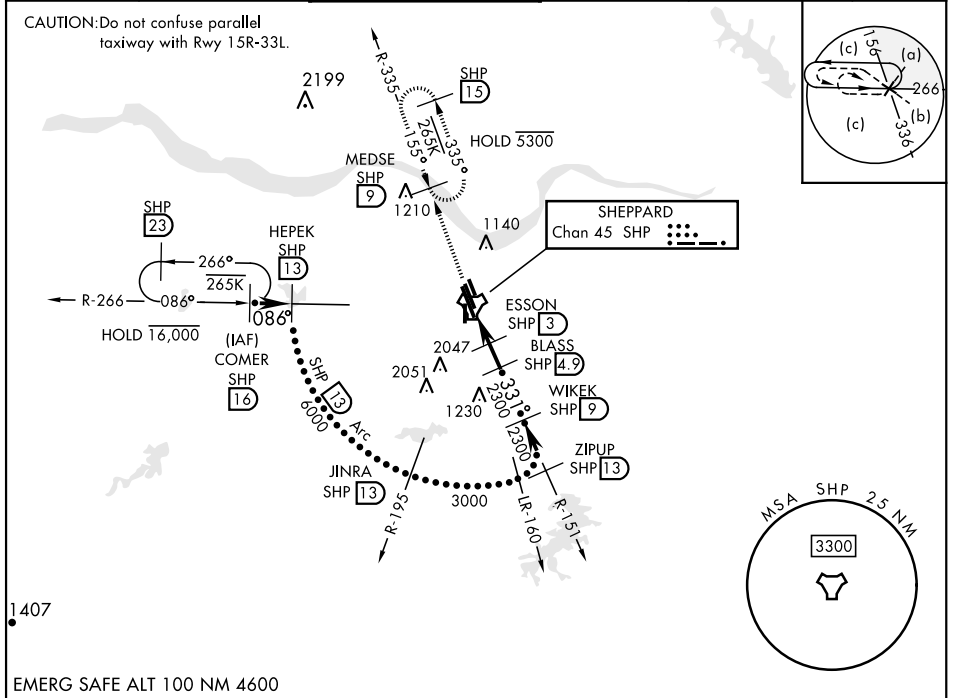 CAUTION:Do not confuse parallel
taxiway with Rwy 15R-33L.
2199
R-335
SHP
15
265K
155°
335°
HOLD 5300
MEDSE
SHP
9
1210
1140
SHEPPARD
Chan 45 SHP
156
(c)
(a)
266
(b)
(c)
336
SHP
23
HEPEK
SHP
13
266°
265K
R-266
086°
086°
HOLD 16,000
(IAF)
COMER
SHP
16
ESSON
SHP 3
2047
BLASS
SHP 4.9
2051
1230
331°
2300
WIKEK
SHP 9
2300
SHP 13 Arc
6000
ZIPUP
SHP 13
JINRA
SHP 13
3000
R-195
LR-160
R-151
MSA SHP 25 NM
3300
1407
EMERG SAFE ALT 100 NM 4600